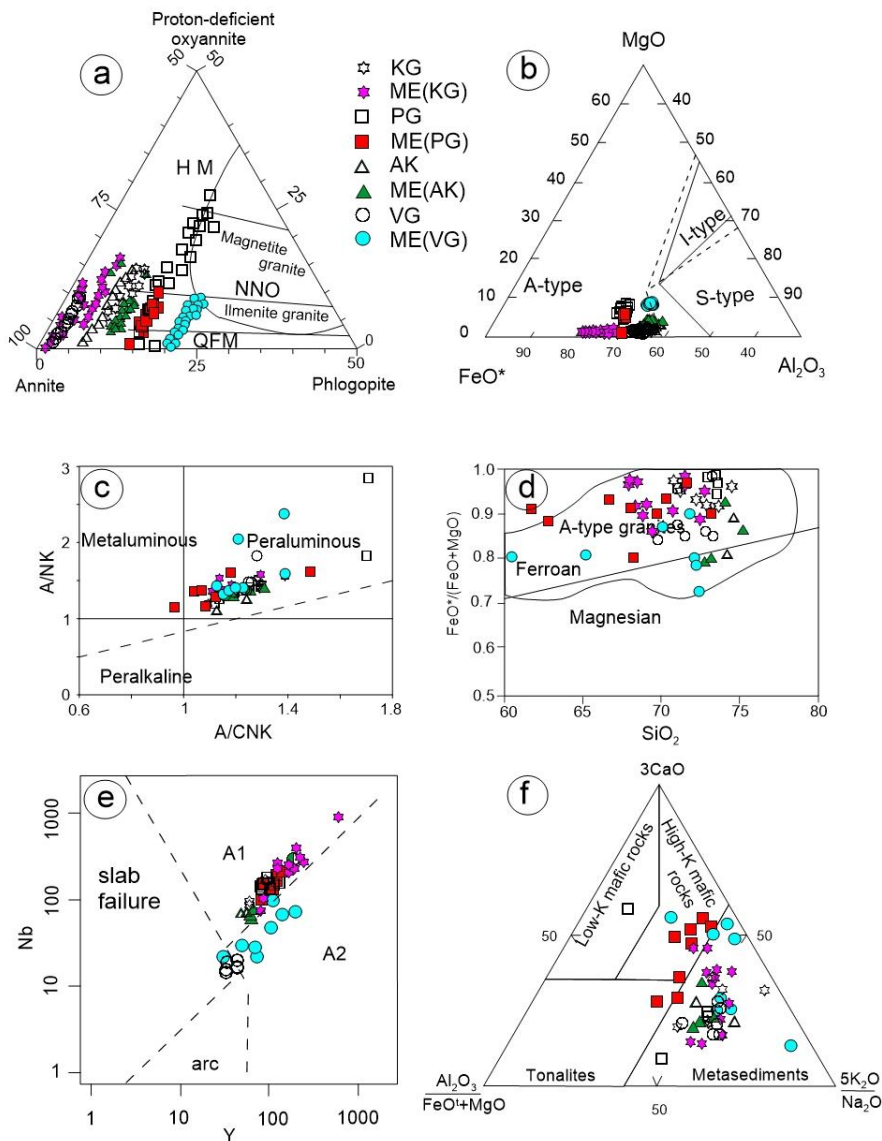 Proton-deficient
oxyannite
50 50
a
H M
75
25
Magnetite
granite
NNO
Ilmenite granite
QFM
100
0
Annite
25
50
Phlogopite
KG
ME(KG)
PG
ME(PG)
AK
ME(AK)
VG
ME(VG)
b
MgO
60 40
50 50
40 60
30 70
20 80
10 90
0
I-type
A-type
S-type
90 80 70 60 50 40
FeO*
Al₂O₃
c
3
2
1
0
A/NK
Metaluminous
Peraluminous
Peralkaline
0.6 1 1.4 1.8
A/CNK
d
1.0
0.9
0.8
0.7
0.6
0.5
FeO*/(FeO+MgO)
A-type granites
Ferroan
Magnesian
60 65 70 75 80
SiO₂
e
1000
100
10
1
Nb
slab
failure
A1
A2
arc
1 10 100 1000
Y
f
3CaO
Low-K mafic rocks
High-K mafic
rocks
50
50
Tonalites
Metasediments
Al₂O₃
FeOᵗ+MgO
50
5K₂O
Na₂O